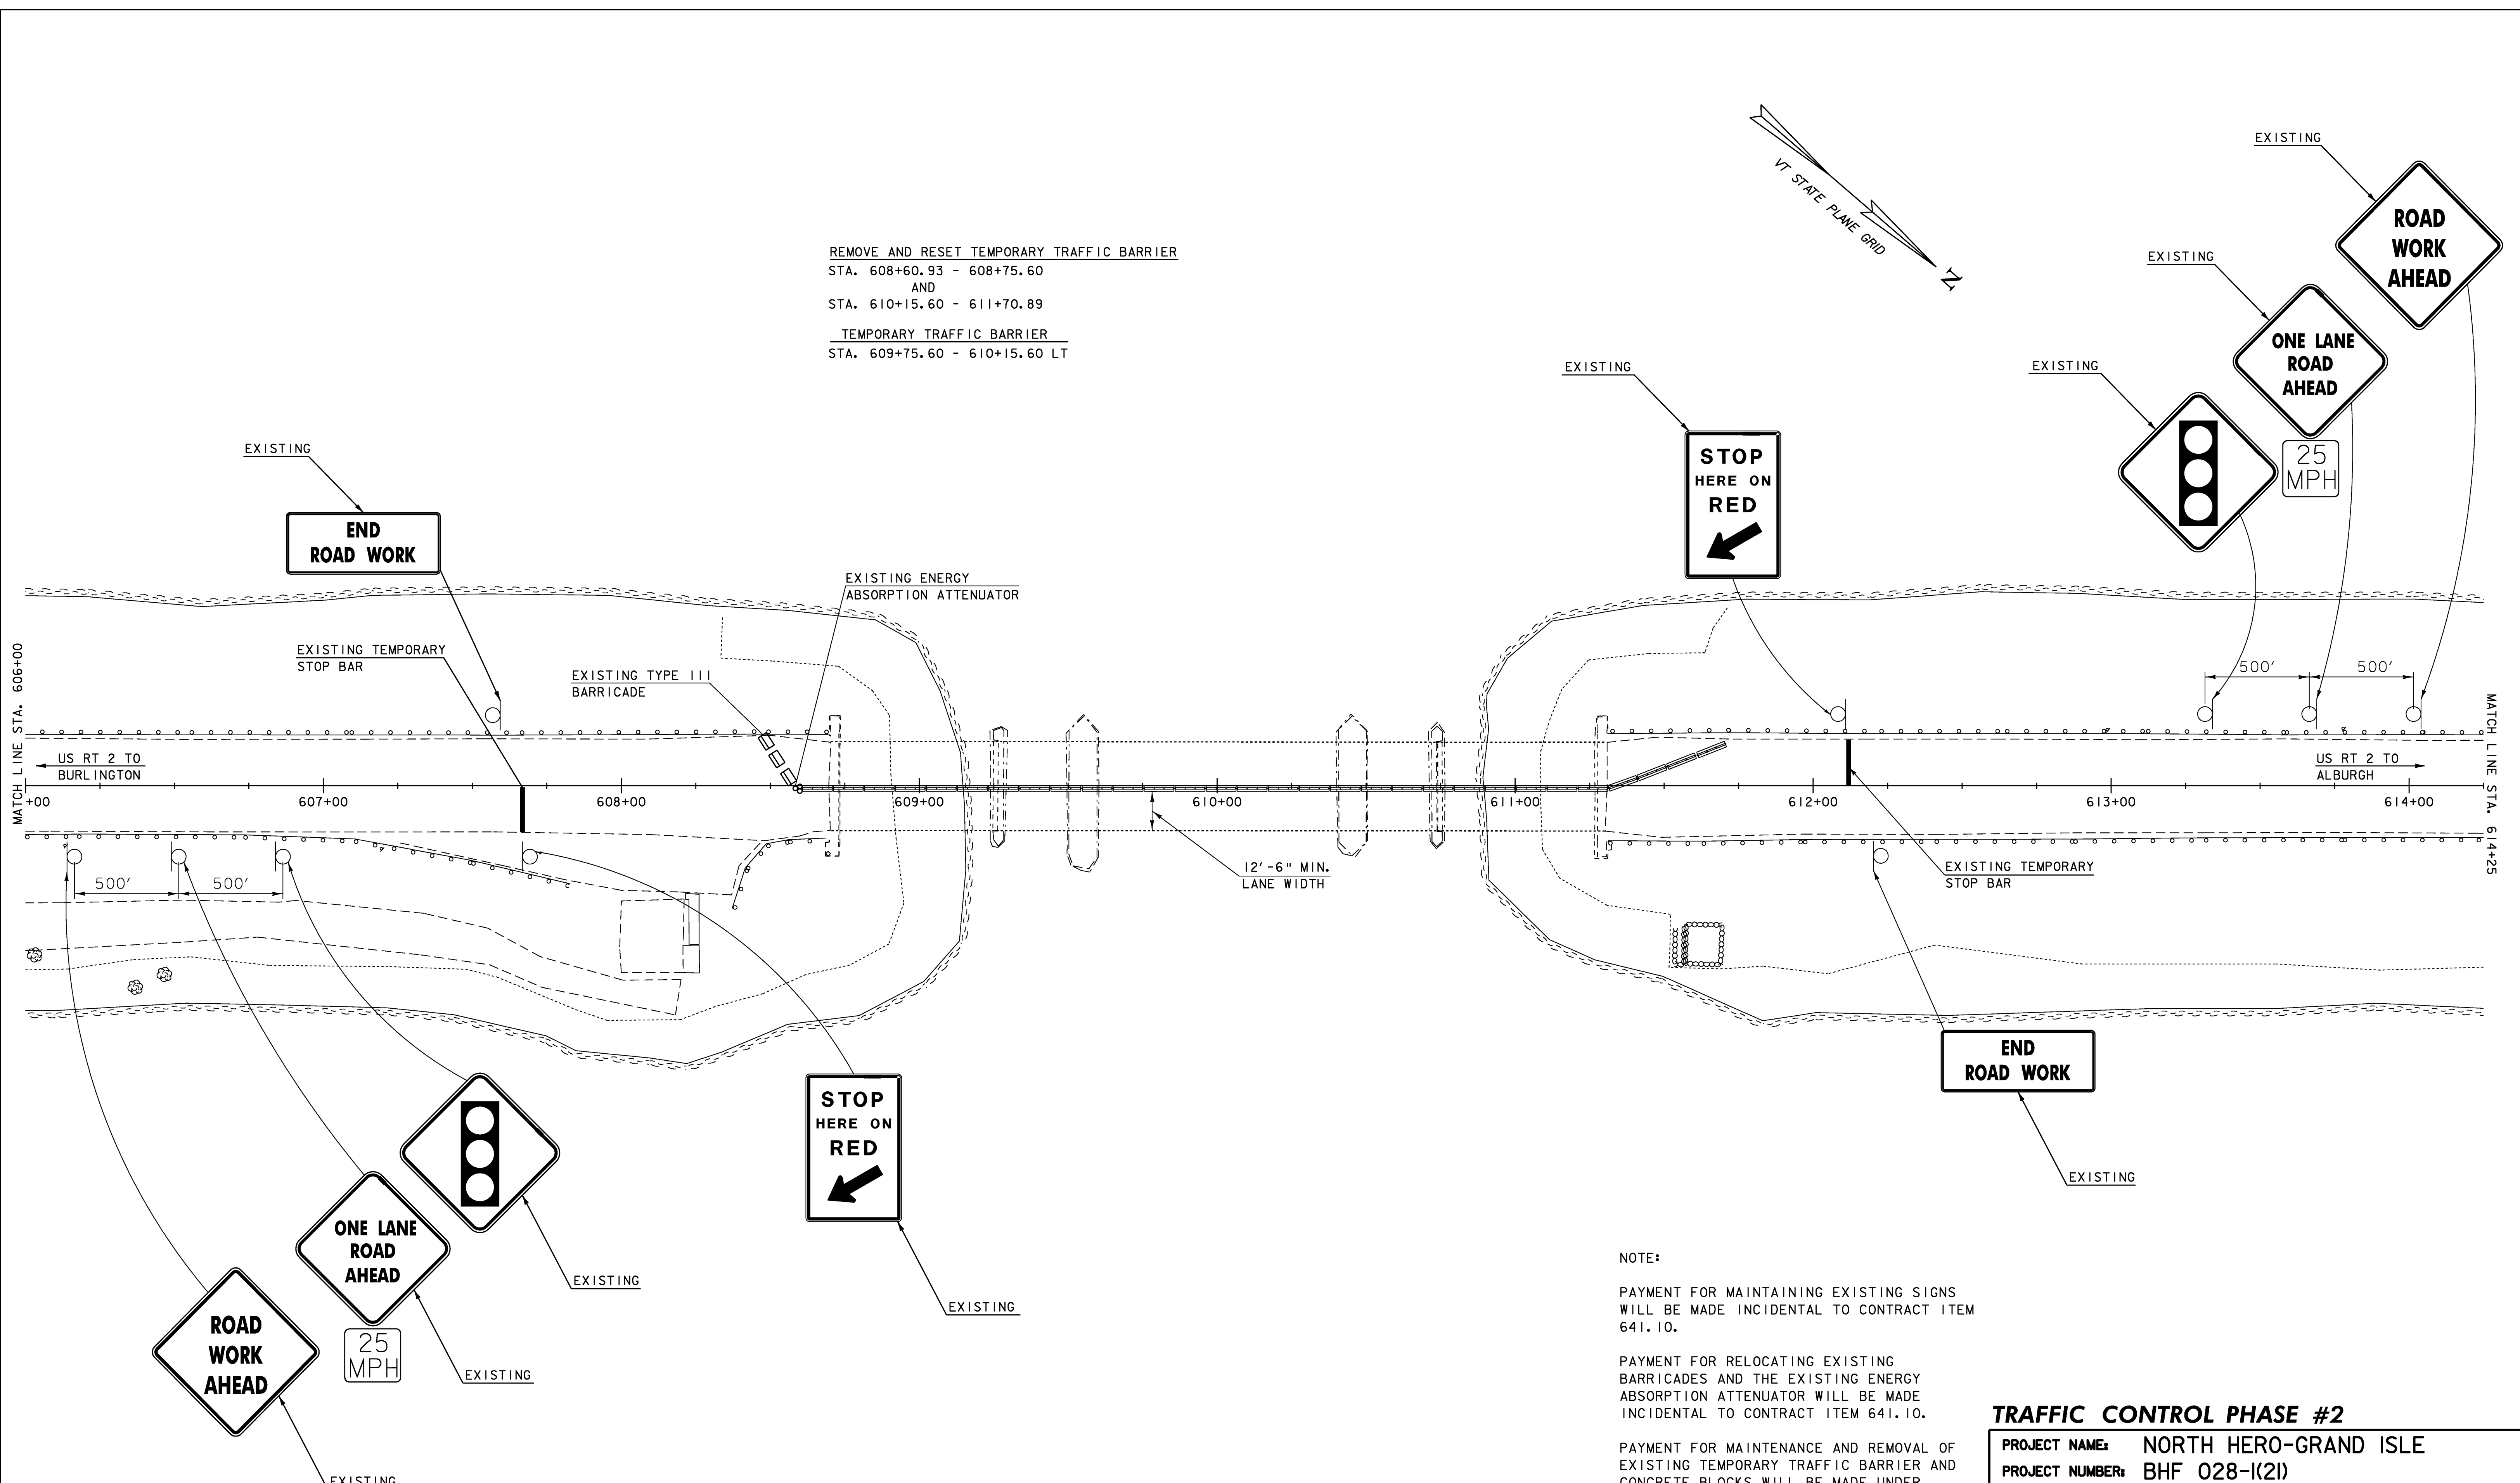 EXISTING
ROAD
WORK
AHEAD
VT STATE PLANE GRID
N
REMOVE AND RESET TEMPORARY TRAFFIC BARRIER
STA. 608+60.93 - 608+75.60
AND
STA. 610+15.60 - 611+70.89
TEMPORARY TRAFFIC BARRIER
STA. 609+75.60 - 610+15.60 LT
EXISTING
ONE LANE
ROAD
AHEAD
25
MPH
EXISTING
EXISTING
STOP
HERE ON
RED
EXISTING
END
ROAD WORK
EXISTING ENERGY
ABSORPTION ATTENUATOR
EXISTING TEMPORARY
STOP BAR
EXISTING TYPE III
BARRICADE
500'
500'
MATCH LINE STA. 606+00
US RT 2 TO
BURLINGTON
US RT 2 TO
ALBURGH
MATCH LINE STA. 614+25
+00
607+00
608+00
609+00
610+00
611+00
612+00
613+00
614+00
500'
500'
12'-6" MIN.
LANE WIDTH
EXISTING TEMPORARY
STOP BAR
END
ROAD WORK
EXISTING
STOP
HERE ON
RED
EXISTING
EXISTING
ONE LANE
ROAD
AHEAD
25
MPH
EXISTING
ROAD
WORK
AHEAD
EXISTING
NOTE:
PAYMENT FOR MAINTAINING EXISTING SIGNS
WILL BE MADE INCIDENTAL TO CONTRACT ITEM
641.10.
PAYMENT FOR RELOCATING EXISTING
BARRICADES AND THE EXISTING ENERGY
ABSORPTION ATTENUATOR WILL BE MADE
INCIDENTAL TO CONTRACT ITEM 641.10.
PAYMENT FOR MAINTENANCE AND REMOVAL OF
EXISTING TEMPORARY TRAFFIC BARRIER AND
CONCRETE BLOCKS WILL BE MADE UNDER
TRAFFIC CONTROL PHASE #2
PROJECT NAME: NORTH HERO-GRAND ISLE
PROJECT NUMBER: BHF 028-1(21)